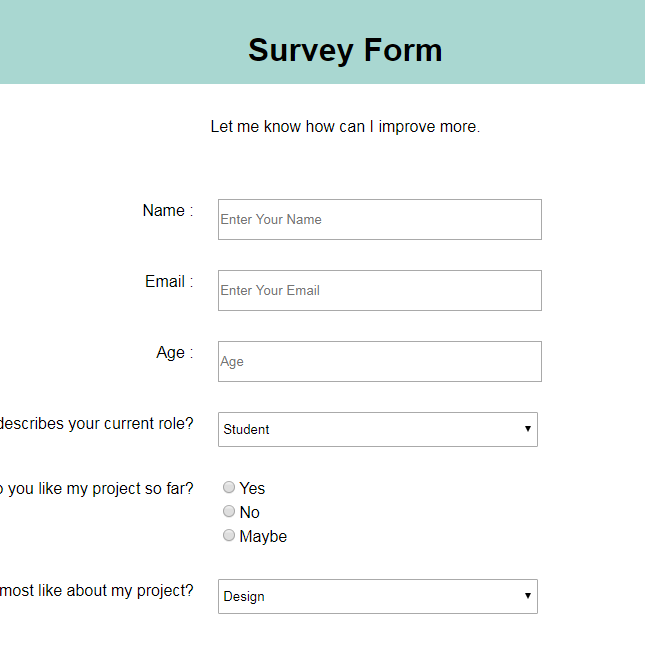 Survey Form
Let me know how can I improve more.
Name :
Enter Your Name
Email :
Enter Your Email
Age :
Age
describes your current role?
Student
you like my project so far?
Yes
No
Maybe
most like about my project?
Design